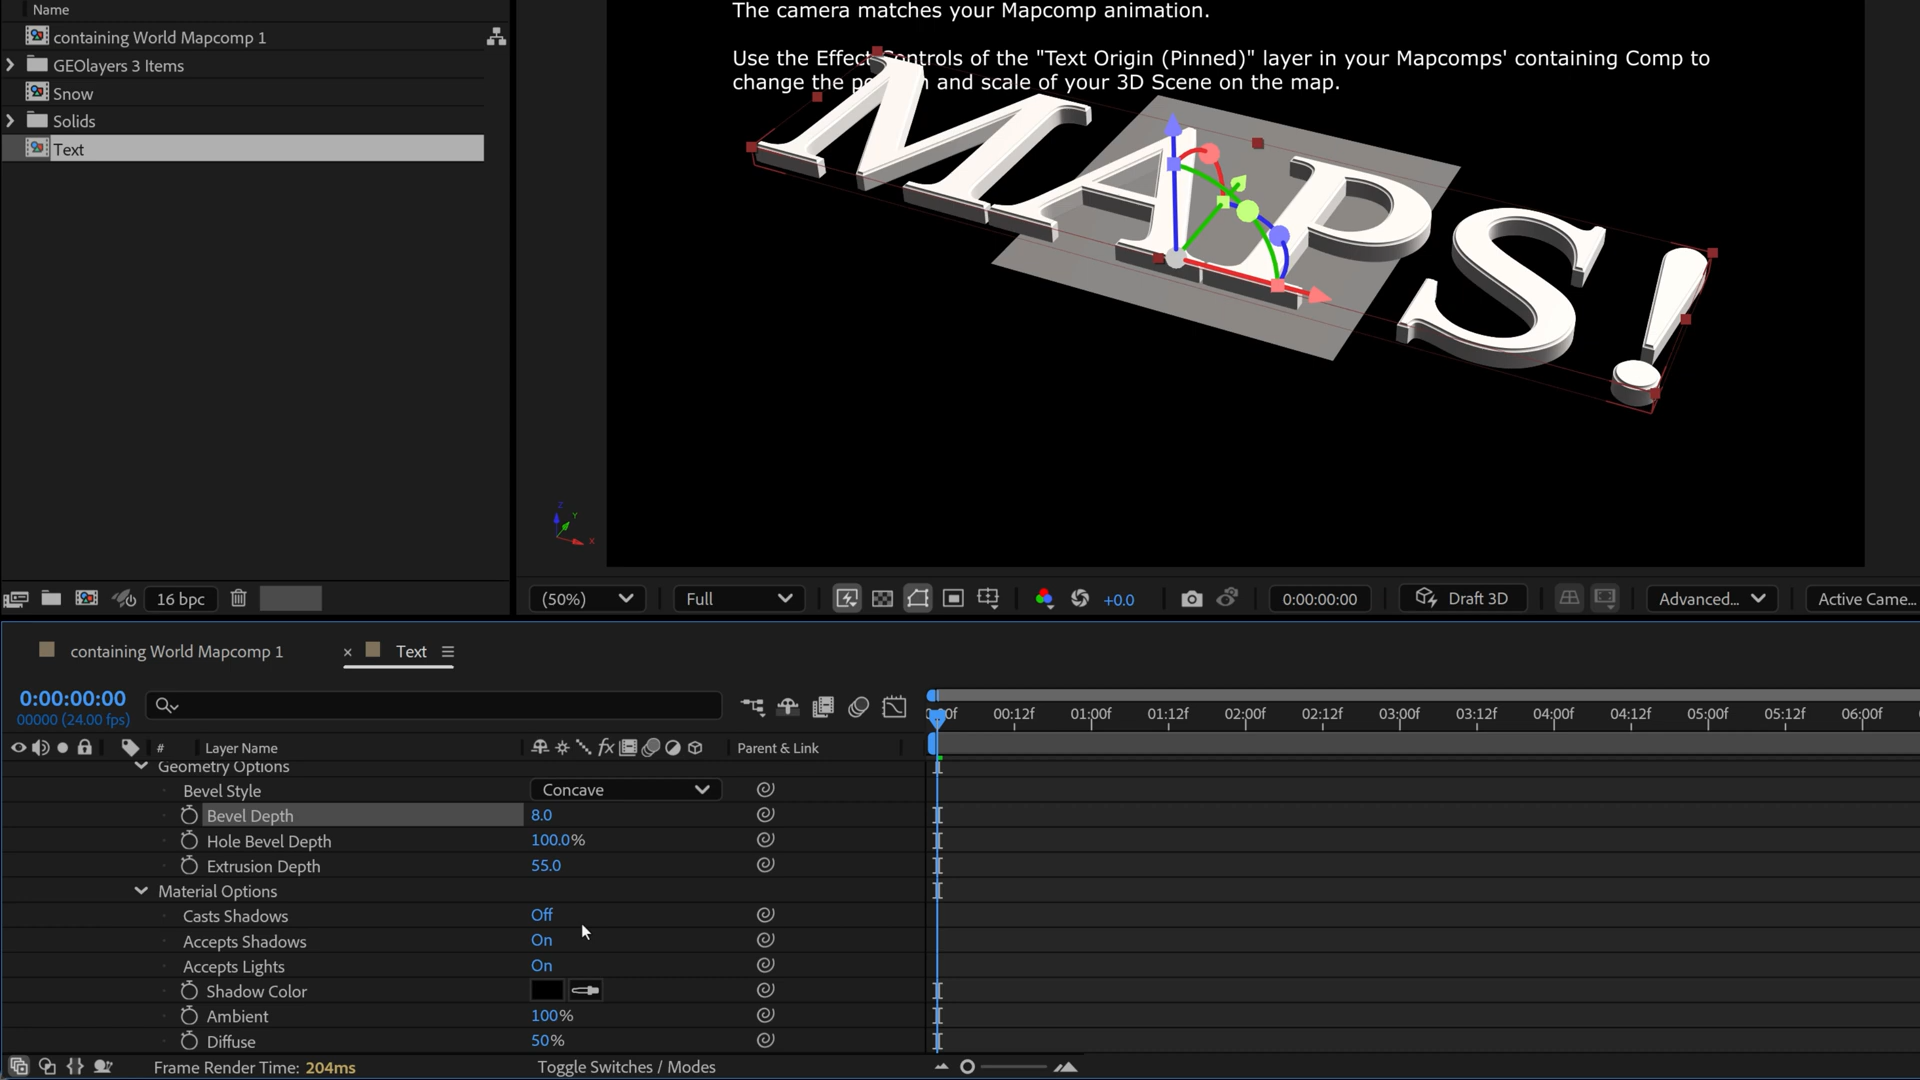 Name
containing World Mapcomp 1
GEOlayers 3 Items
Snow
Solids
Text
The camera matches your Mapcomp animation.
Use the Effect Controls of the "Text Origin (Pinned)" layer in your Mapcomps' containing Comp to
change the and scale of your 3D Scene on the map.
MAPS!
Z
Y
X
16 bpc
(50%)
Full
+0.0
0:00:00:00
Draft 3D
Advanced...
Active Came...
containing World Mapcomp 1
× Text
0:00:00:00
00000 (24.00 fps)
00:12f 01:00f 01:12f 02:00f 02:12f 03:00f 03:12f 04:00f 04:12f 05:00f 05:12f 06:00f
# Layer Name fx Parent & Link
Geometry Options
Bevel Style Concave
Bevel Depth 8.0
Hole Bevel Depth 100.0%
Extrusion Depth 55.0
Material Options
Casts Shadows Off
Accepts Shadows On
Accepts Lights On
Shadow Color
Ambient 100%
Diffuse 50%
Frame Render Time: 204ms
Toggle Switches / Modes